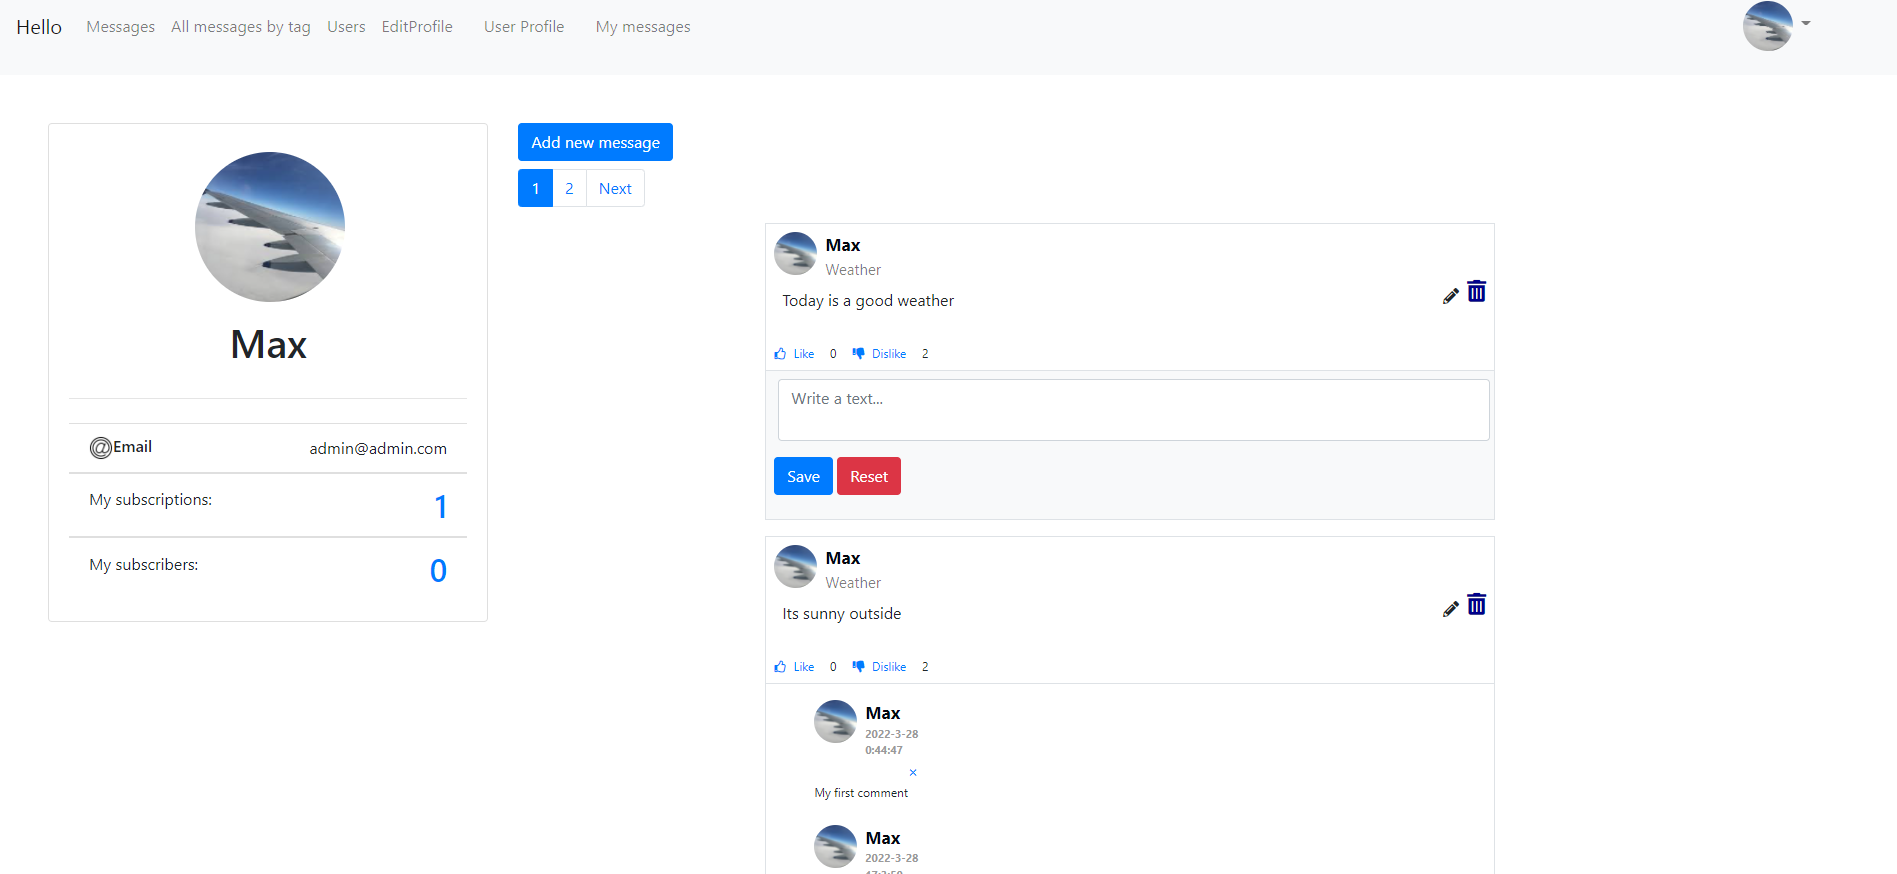 Hello Messages All messages by tag Users EditProfile User Profile My messages
Max
@Email admin@admin.com
My subscriptions: 1
My subscribers: 0
Add new message
1 2 Next
Max
Weather
Today is a good weather
Like 0 Dislike 2
Write a text...
Save Reset
Max
Weather
Its sunny outside
Like 0 Dislike 2
Max
2022-3-28
0:44:47
×
My first comment
Max
2022-3-28